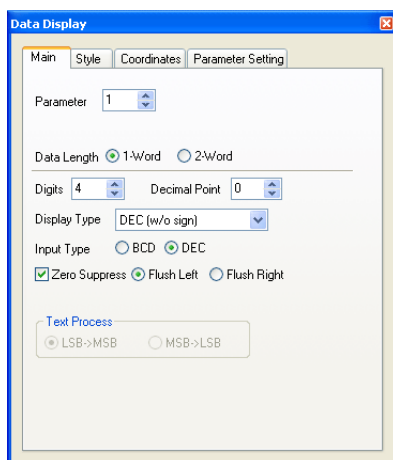 Data Display
Main Style Coordinates Parameter Setting
Parameter 1
Data Length 1-Word 2-Word
Digits 4 Decimal Point 0
Display Type DEC (w/o sign)
Input Type BCD DEC
Zero Suppress Flush Left Flush Right
Text Process
LSB->MSB MSB->LSB